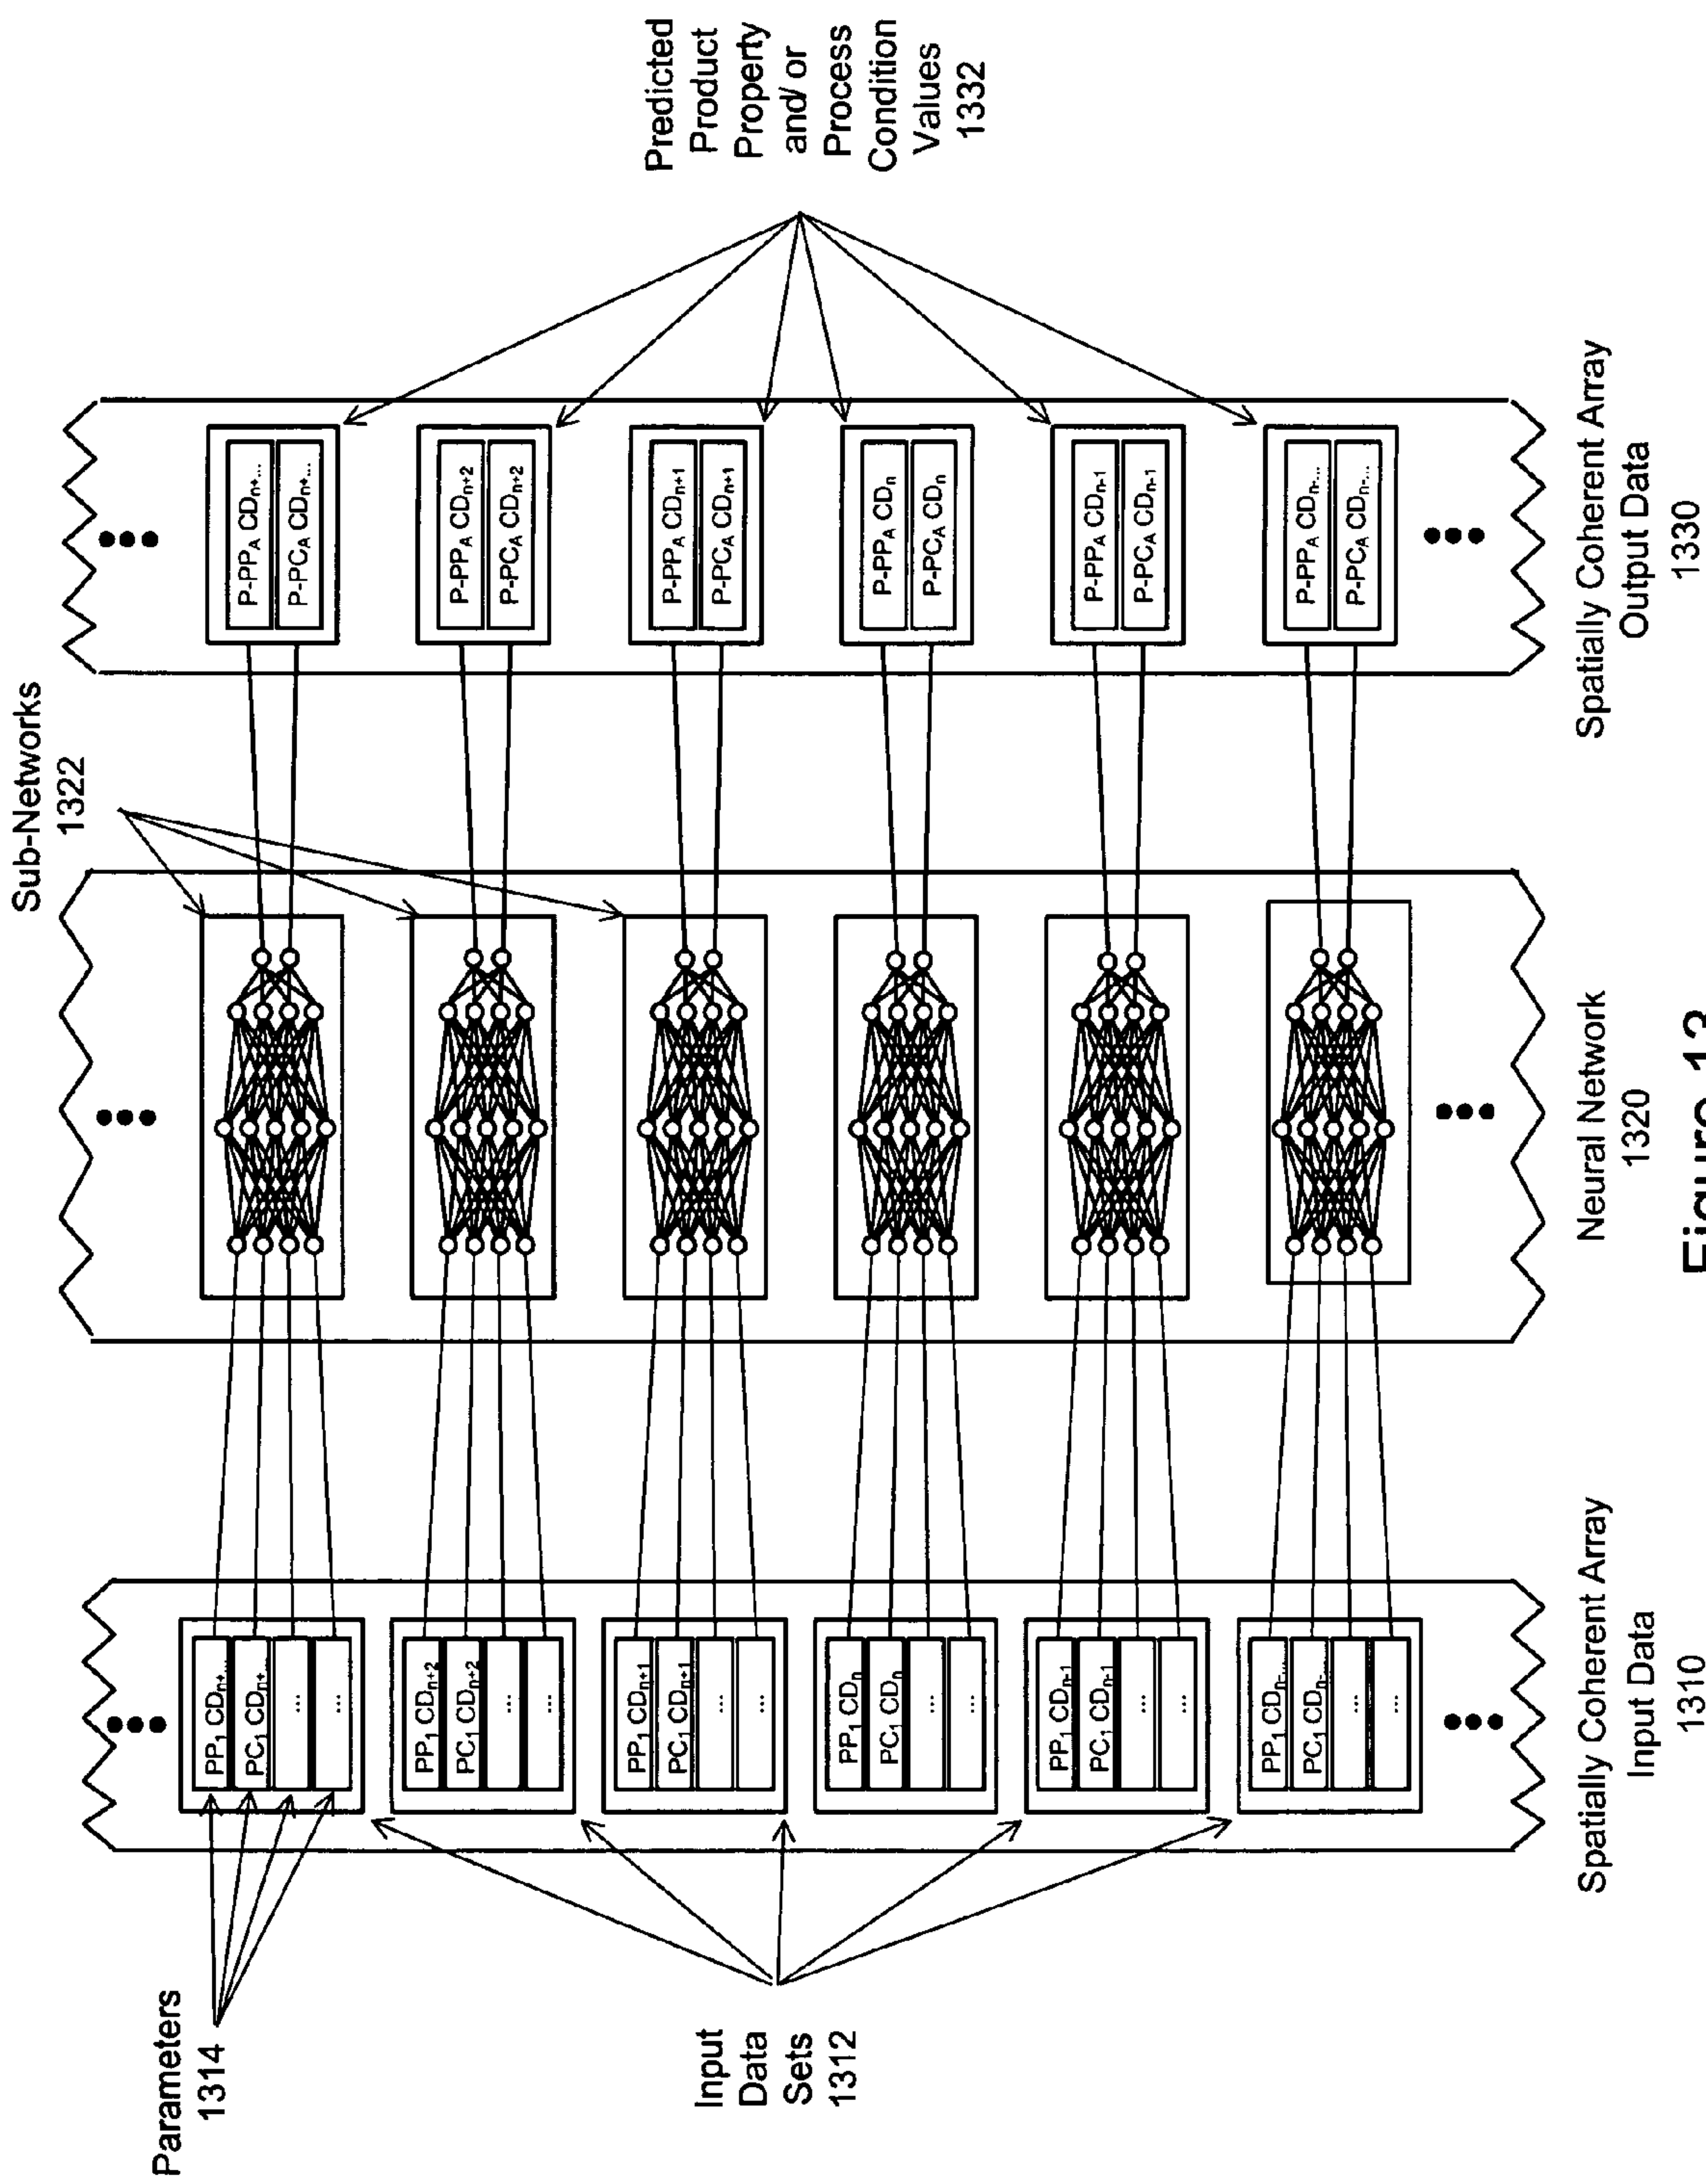 Sub-Networks
1322
Parameters
1314
Input
Data
Sets
1312
Predicted
Product
Property
and/ or
Process
Condition
Values
1332
PP1 CDn+...
PC1 CDn+...
...
...
PP1 CDn+2
PC1 CDn+2
...
...
PP1 CDn+1
PC1 CDn+1
...
...
PP1 CDn
PC1 CDn
...
...
PP1 CDn-1
PC1 CDn-1
...
...
PP1 CDn-...
PC1 CDn-...
...
...
P-PPA CDn+...
P-PCA CDn+...
P-PPA CDn+2
P-PCA CDn+2
P-PPA CDn+1
P-PCA CDn+1
P-PPA CDn
P-PCA CDn
P-PPA CDn-1
P-PCA CDn-1
P-PPA CDn-...
P-PCA CDn-...
Spatially Coherent Array
Input Data
1310
Neural Network
1320
Spatially Coherent Array
Output Data
1330
Figure 13